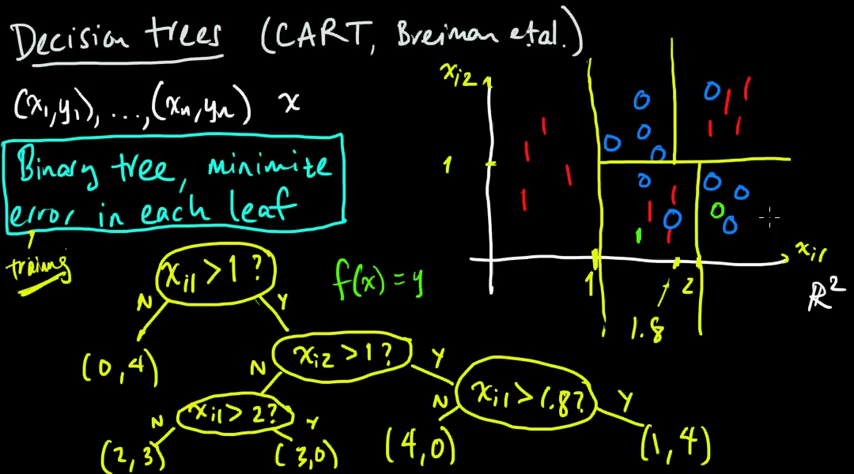 Decision trees (CART, Breiman et al.)
(x₁,y₁), ..., (xₙ,yₙ) x
Binary tree, minimize
error in each leaf
training
f(x) = y
x_i1 > 1 ?
N Y
(0,4)
x_i2 > 1 ?
N Y
x_i1 > 2 ?
N Y
(2,3) (3,0)
x_i1 > 1.8 ?
N Y
(4,0) (1,4)
x_i2
1
x_i1
1 2
1.8
ℝ²